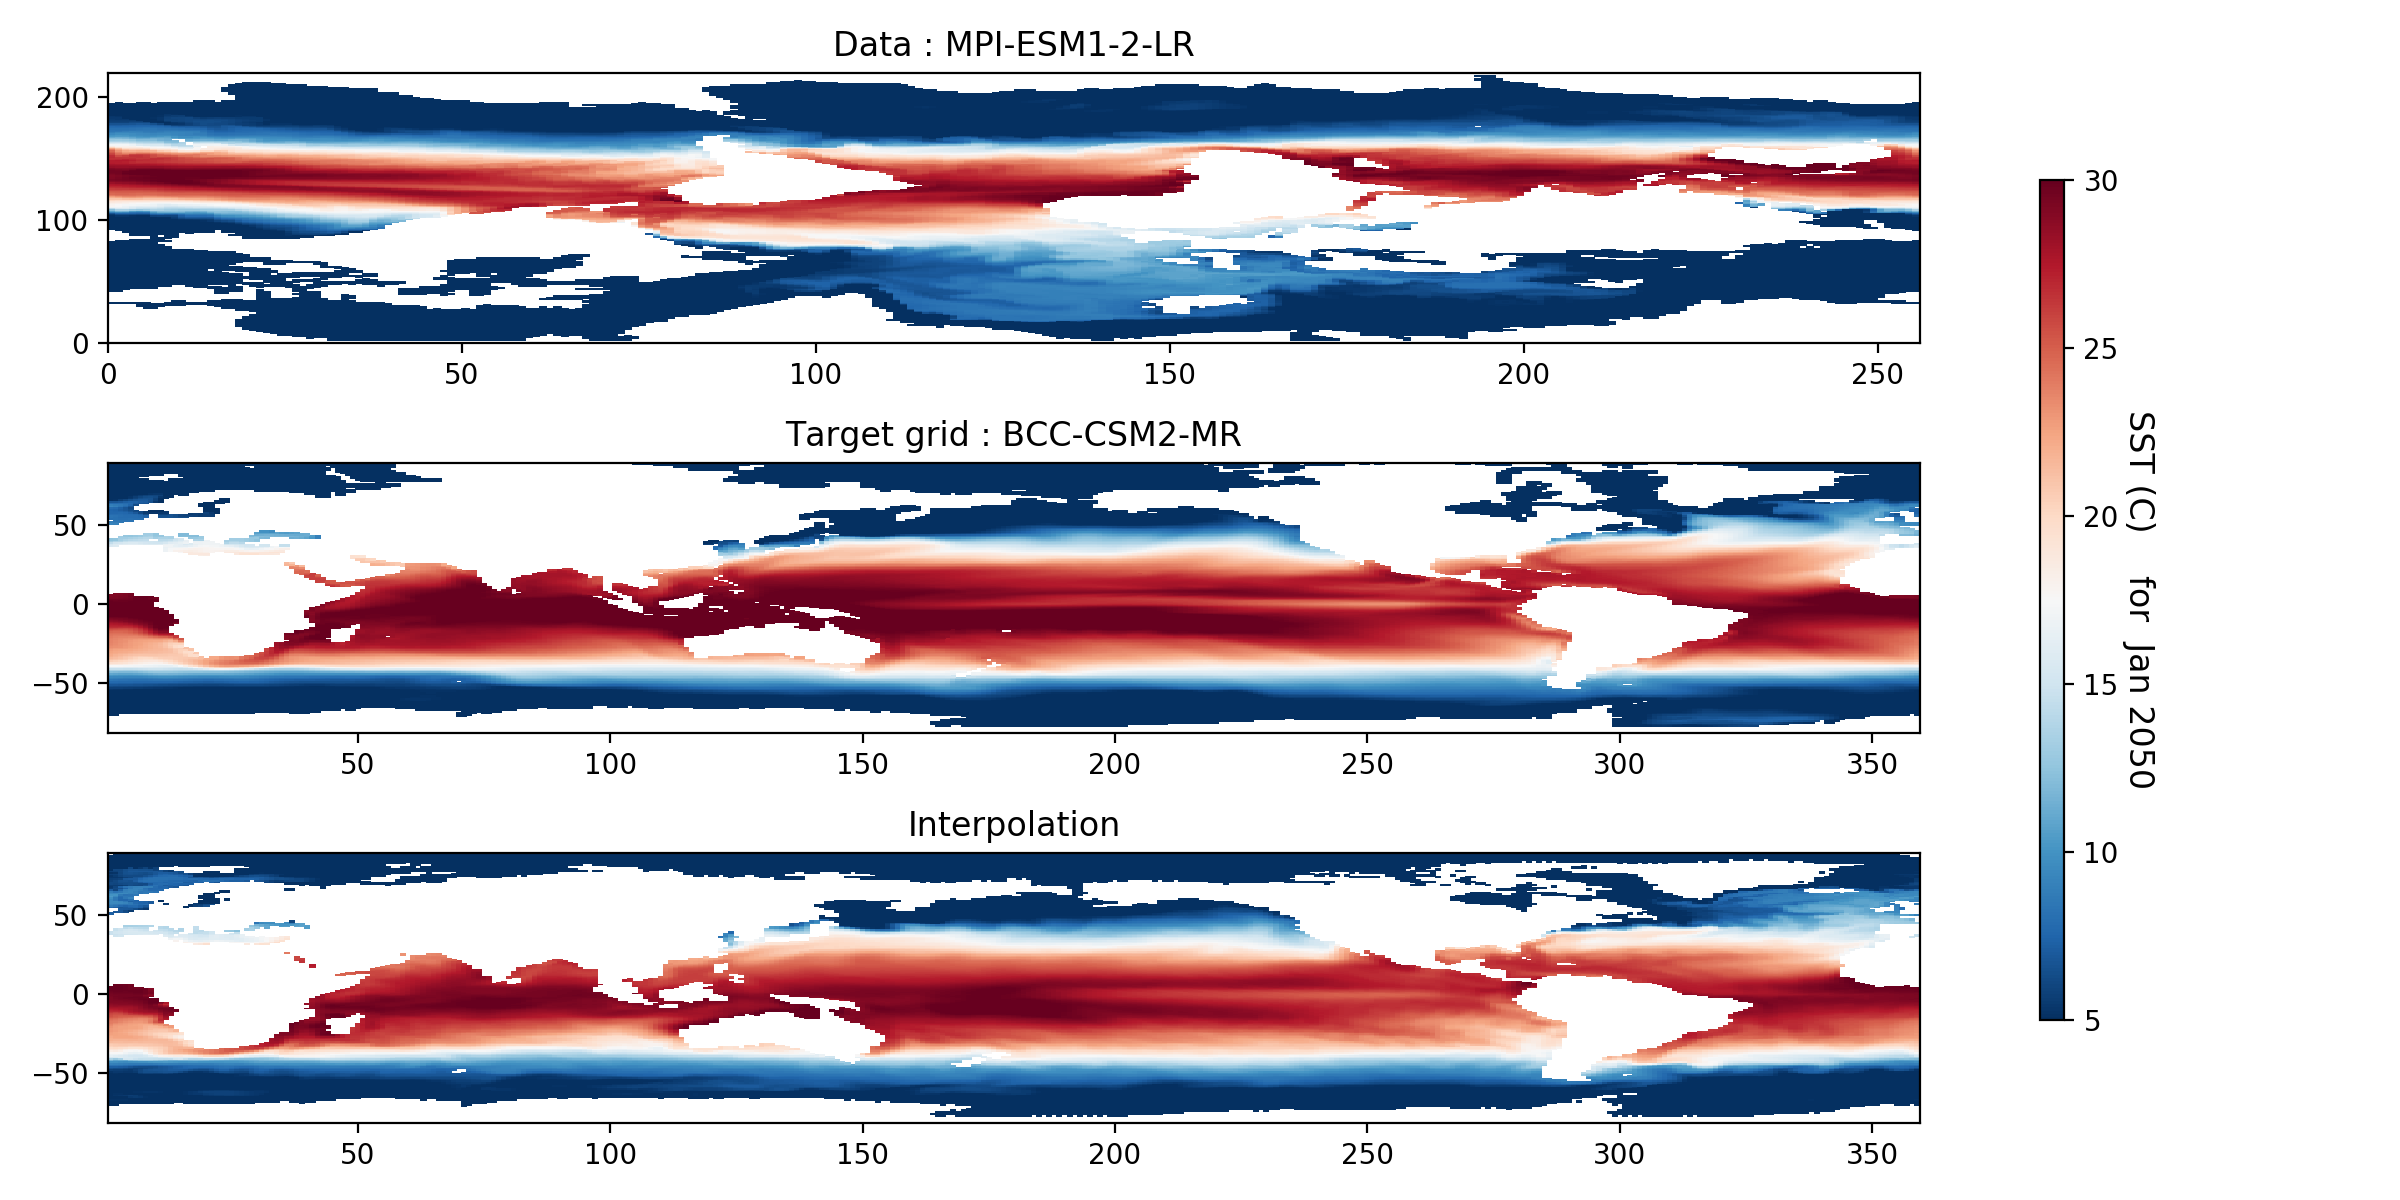 Data : MPI-ESM1-2-LR
200
100
0
0 50 100 150 200 250
Target grid : BCC-CSM2-MR
50
0
−50
50 100 150 200 250 300 350
Interpolation
50
0
−50
50 100 150 200 250 300 350
30
25
20
15
10
5
SST (C) for Jan 2050